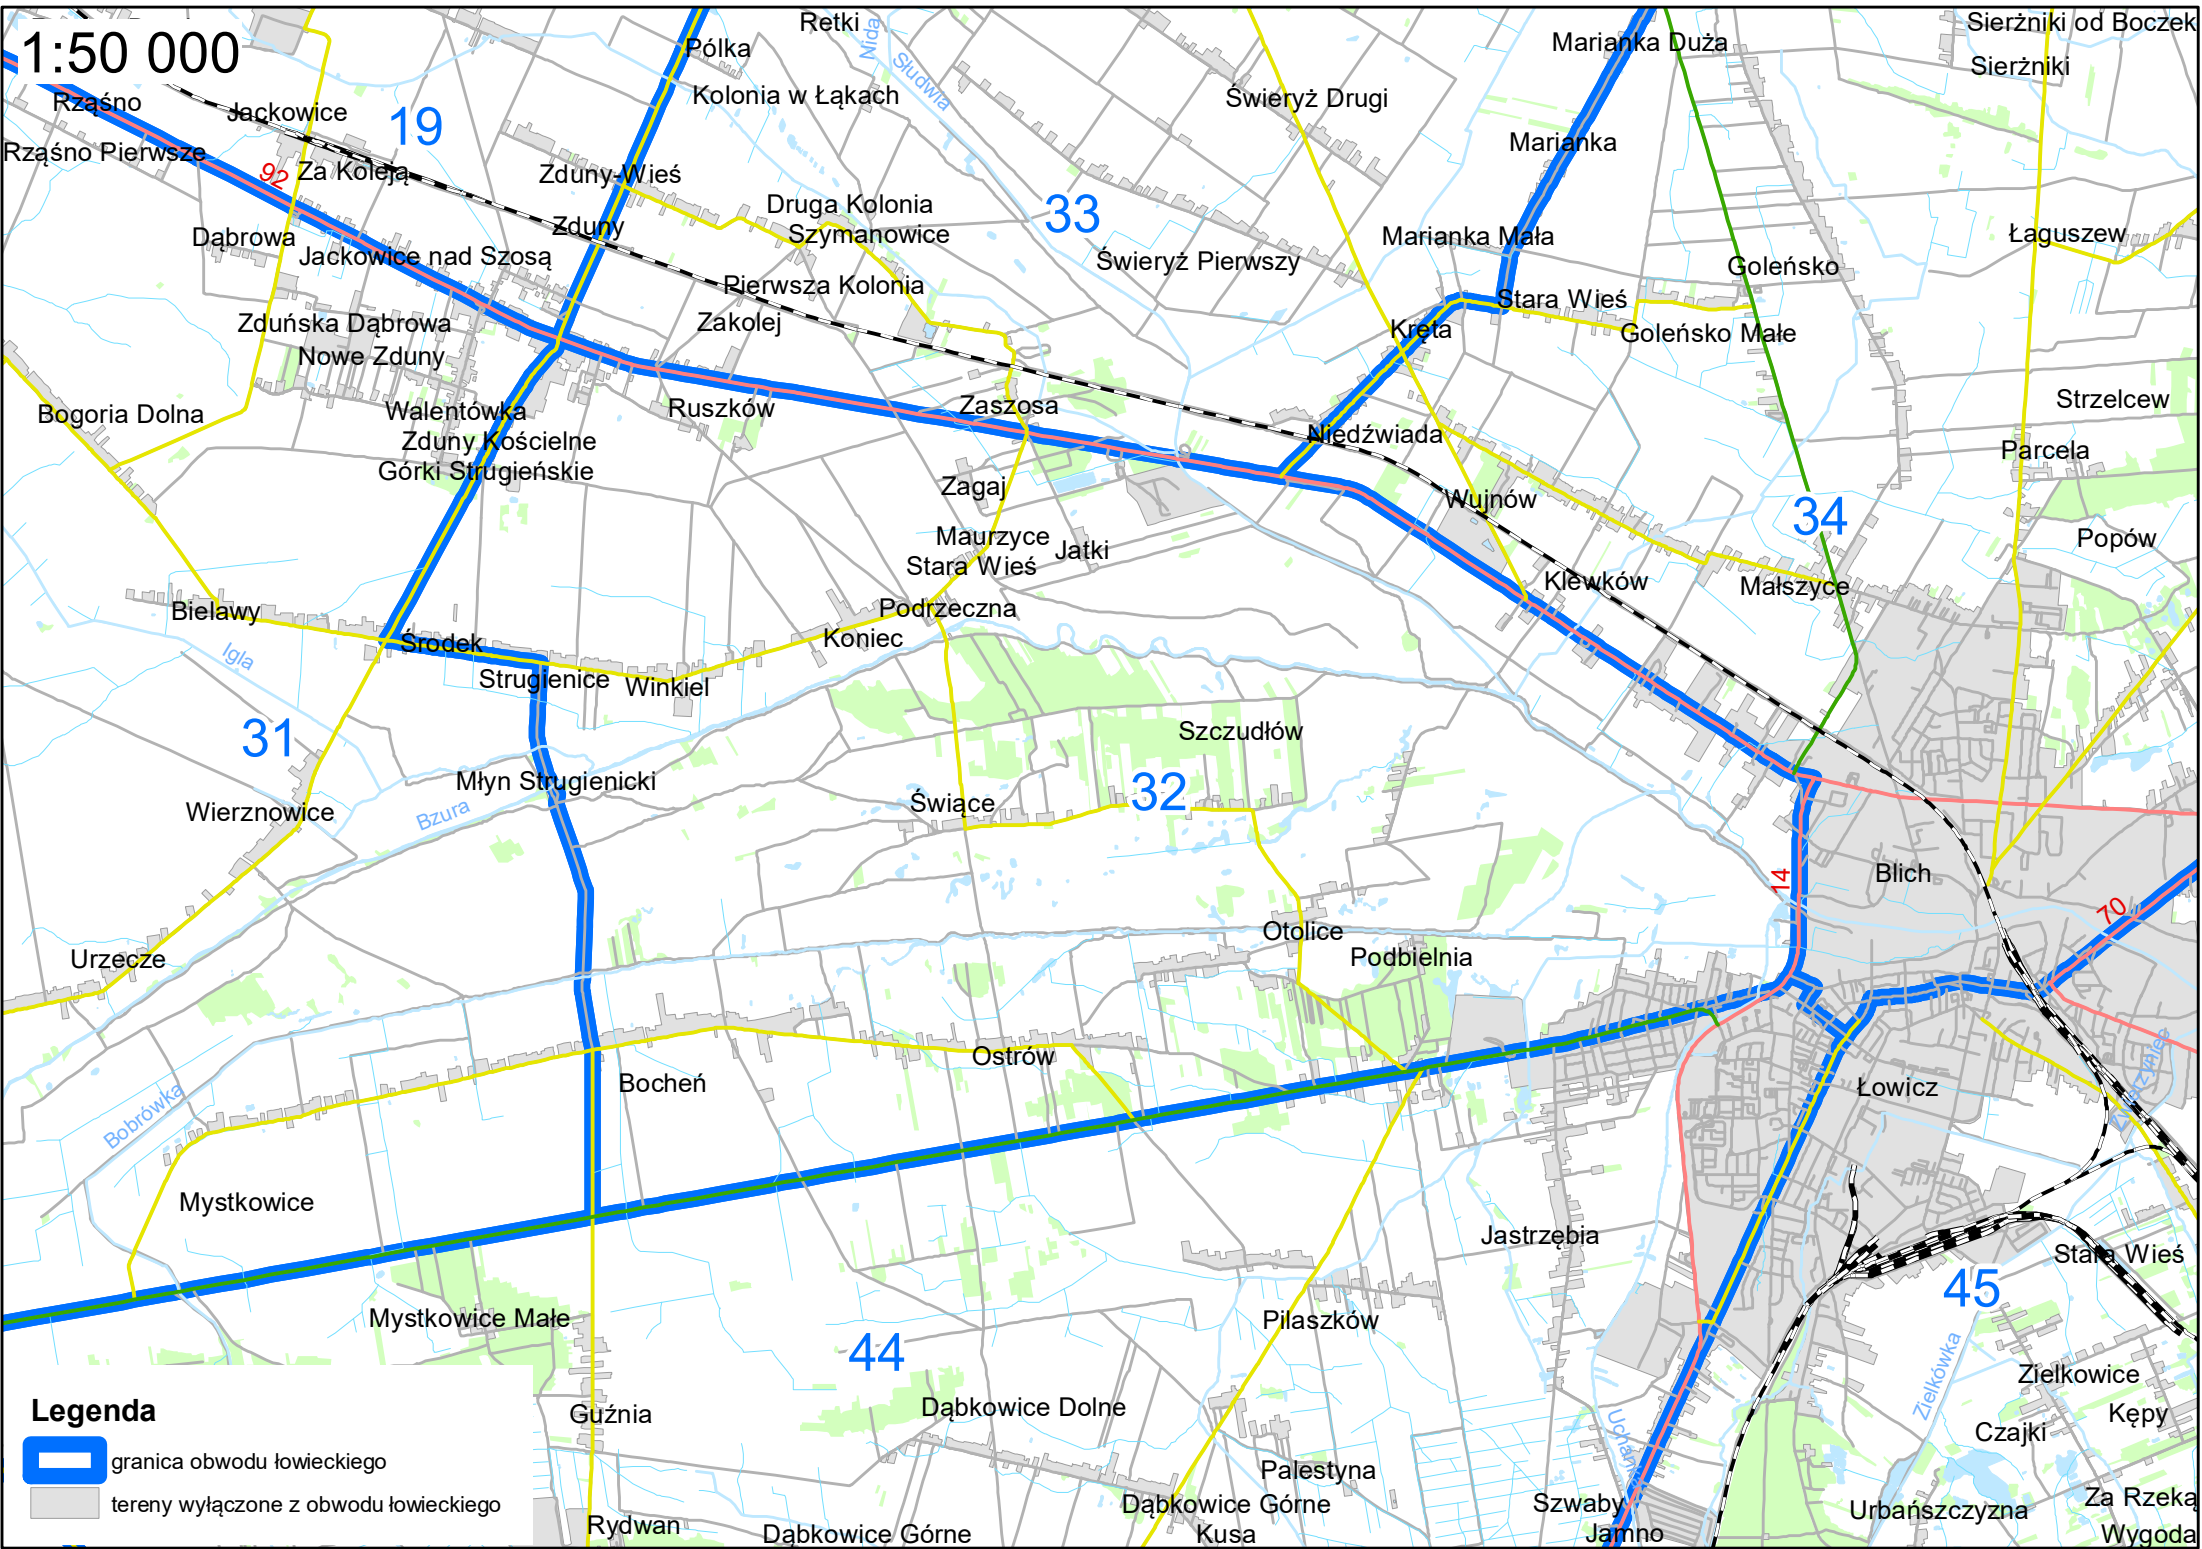 1:50 000
Retki
Nida
Słudwia
Pólka
Marianka Duża
Sierżniki od Boczek
Sierżniki
Rząśno
Jackowice
19
Kolonia w Łąkach
Świeryż Drugi
Marianka
Rząśno Pierwsze
92
Za Koleją
Zduny-Wieś
Druga Kolonia
33
Szymanowice
Zduny
Dąbrowa
Jackowice nad Szosą
Świeryż Pierwszy
Marianka Mała
Łaguszew
Goleńsko
Pierwsza Kolonia
Stara Wieś
Zduńska Dąbrowa
Zakolej
Kręta
Goleńsko Małe
Nowe Zduny
Bogoria Dolna
Walentówka
Ruszków
Zaszosa
Strzelcew
Zduny Kościelne
Niedźwiada
Parcela
Górki Strugieńskie
Zagaj
Wujnów
34
Maurzyce
Jatki
Popów
Stara Wieś
Klewków
Małszyce
Bielawy
Podrzeczna
Środek
Koniec
Igla
Strugienice
Winkiel
31
Szczudłów
Młyn Strugienicki
32
Wierznowice
Bzura
Świące
14
Blich
70
Urzecze
Otolice
Podbielnia
Ostrów
Bocheń
Łowicz
Bobrówka
Zwierzyniec
Mystkowice
Jastrzębia
Stara Wieś
45
Mystkowice Małe
Pilaszków
44
Zielkówka
Zielkowice
Guźnia
Dąbkowice Dolne
Kępy
Czajki
Legenda
granica obwodu łowieckiego
tereny wyłączone z obwodu łowieckiego
Palestyna
Dąbkowice Górne
Szwaby
Urbańszczyzna
Za Rzeką
Rydwan
Dąbkowice Górne
Kusa
Jamno
Wygoda